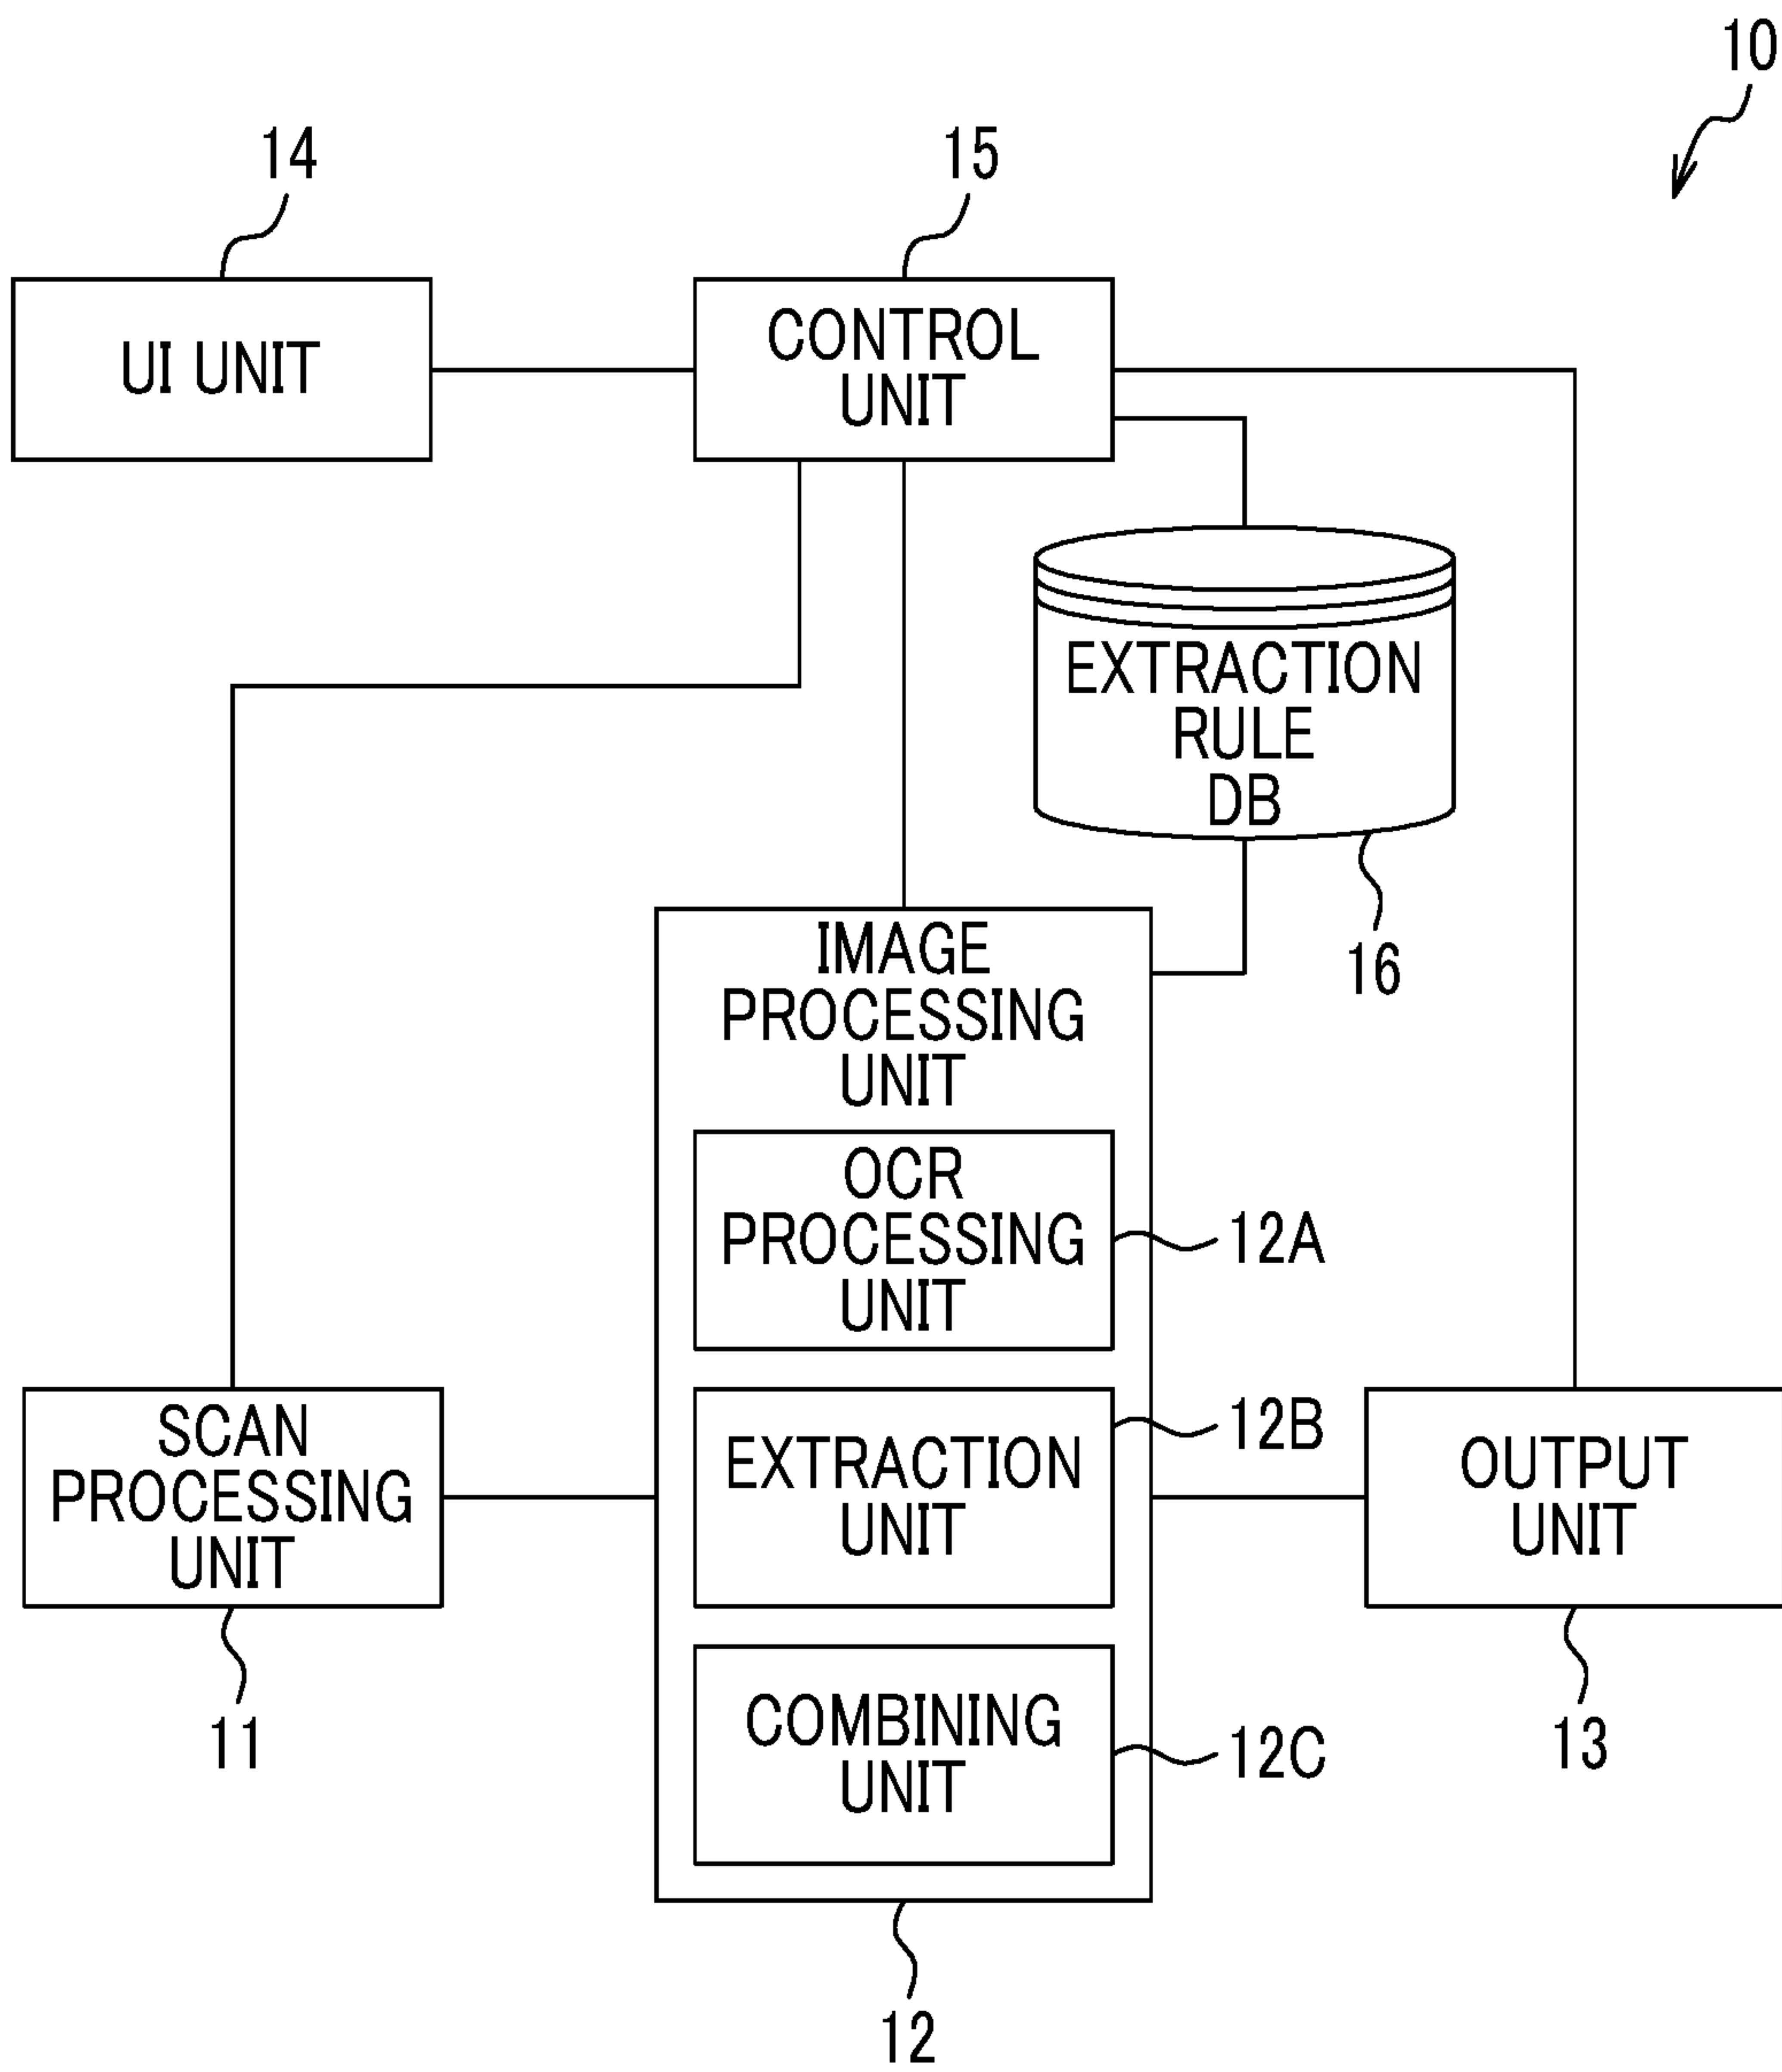 10
14
15
UI UNIT
CONTROL
UNIT
EXTRACTION
RULE
DB
16
IMAGE
PROCESSING
UNIT
OCR
PROCESSING
UNIT
12A
SCAN
PROCESSING
UNIT
11
EXTRACTION
UNIT
12B
OUTPUT
UNIT
13
COMBINING
UNIT
12C
12